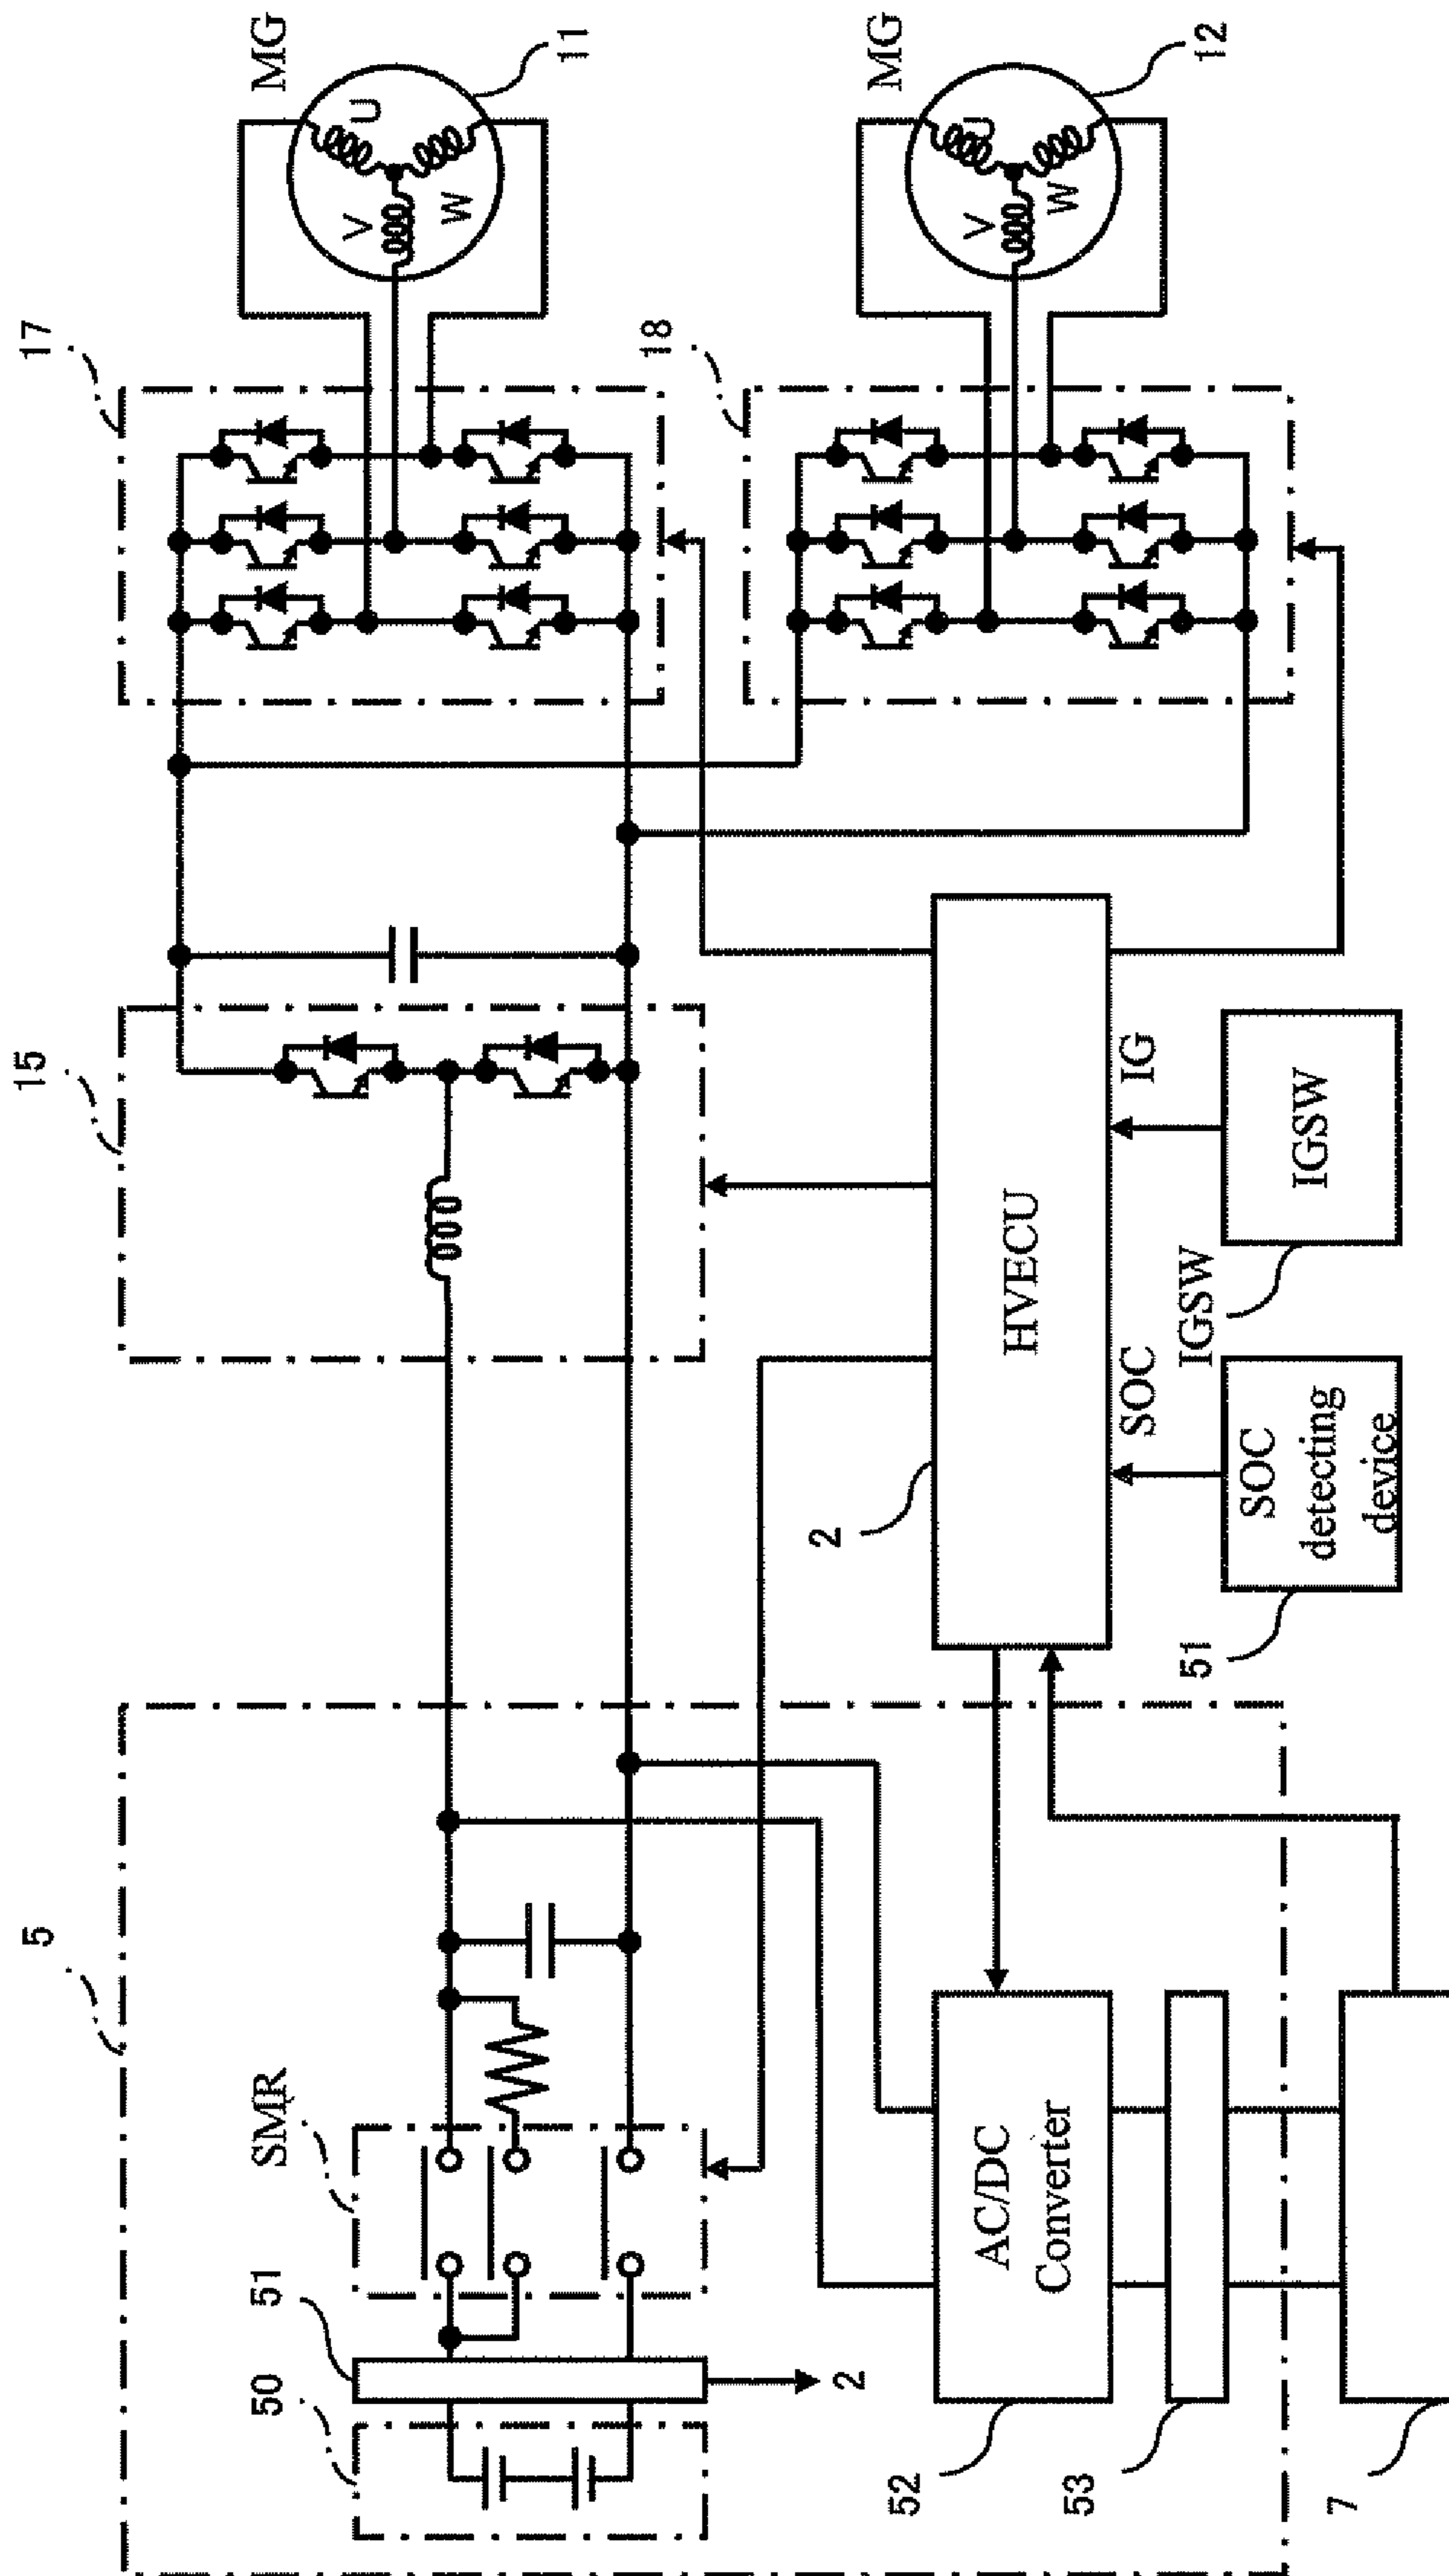 5
15
17
MG
11
SMR
51
50
U
V
W
18
MG
12
U
V
W
2
2
HVECU
SOC
IG
IGSW
IGSW
SOC
detecting
device
51
AC/DC
Converter
52
53
7